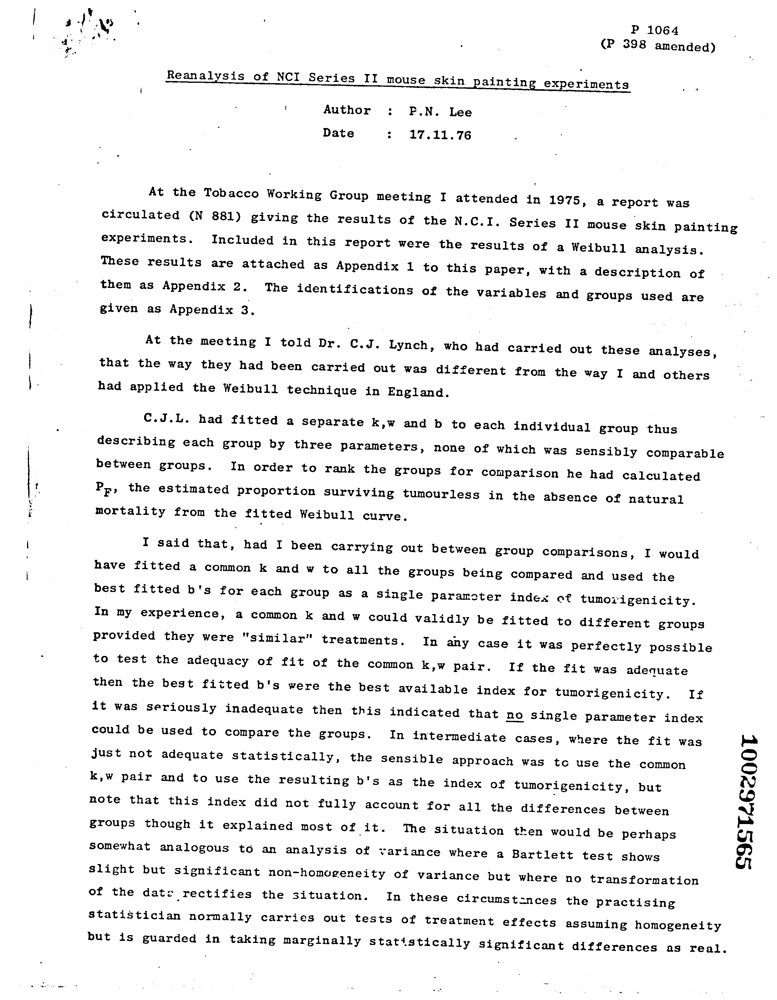 P 1064
(P 398 amended)
Reanalysis of NCI Series II mouse skin painting experiments
Author : P.N. Lee
Date : 17.11.76
At the Tobacco Working Group meeting I attended in 1975, a report was
circulated (N 881) giving the results of the N.C.I. Series II mouse skin painting
experiments. Included in this report were the results of a Weibull analysis.
These results are attached as Appendix 1 to this paper, with a description of
them as Appendix 2. The identifications of the variables and groups used are
given as Appendix 3.
At the meeting I told Dr. C.J. Lynch, who had carried out these analyses,
that the way they had been carried out was different from the way I and others
had applied the Weibull technique in England.
C.J.L. had fitted a separate k,w and b to each individual group thus
describing each group by three parameters, none of which was sensibly comparable
between groups. In order to rank the groups for comparison he had calculated
PF, the estimated proportion surviving tumourless in the absence of natural
mortality from the fitted Weibull curve.
I said that, had I been carrying out between group comparisons, I would
have fitted a common k and w to all the groups being compared and used the
best fitted b's for each group as a single parameter index of tumorigenicity.
In my experience, a common k and w could validly be fitted to different groups
provided they were "similar" treatments. In any case it was perfectly possible
to test the adequacy of fit of the common k,w pair. If the fit was adequate
then the best fitted b's were the best available index for tumorigenicity. If
it was seriously inadequate then this indicated that no single parameter index
could be used to compare the groups. In intermediate cases, where the fit was
just not adequate statistically, the sensible approach was to use the common
k,w pair and to use the resulting b's as the index of tumorigenicity, but
note that this index did not fully account for all the differences between
groups though it explained most of it. The situation then would be perhaps
somewhat analogous to an analysis of variance where a Bartlett test shows
slight but significant non-homogeneity of variance but where no transformation
of the data rectifies the situation. In these circumstances the practising
statistician normally carries out tests of treatment effects assuming homogeneity
but is guarded in taking marginally statistically significant differences as real.
1002971565